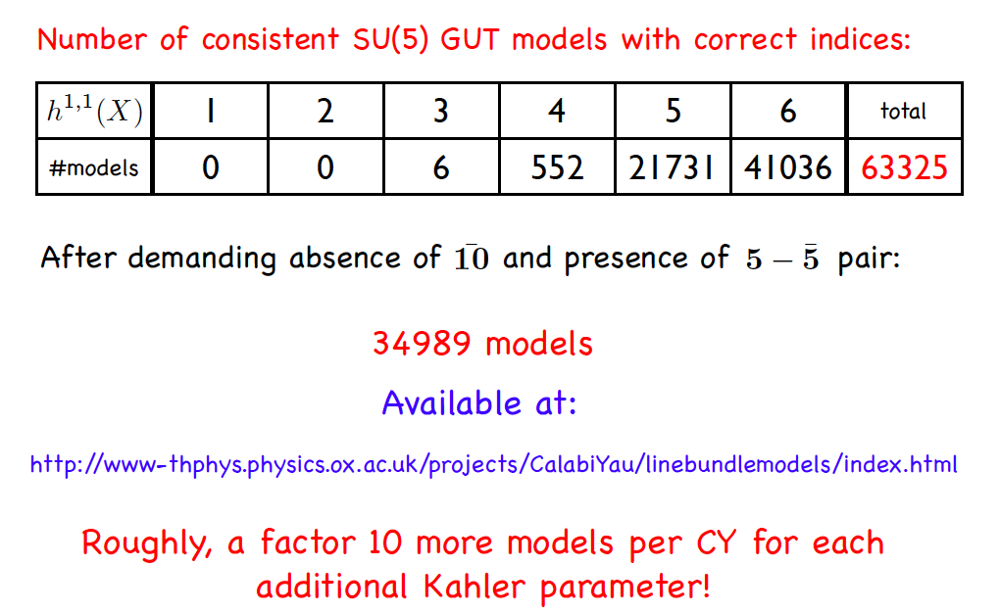 Number of consistent SU(5) GUT models with correct indices:
h^{1,1}(X) 1 2 3 4 5 6 total
#models 0 0 6 552 21731 41036 63325
After demanding absence of \bar{10} and presence of 5 − \bar{5} pair:
34989 models
Available at:
http://www-thphys.physics.ox.ac.uk/projects/CalabiYau/linebundlemodels/index.html
Roughly, a factor 10 more models per CY for each
additional Kahler parameter!